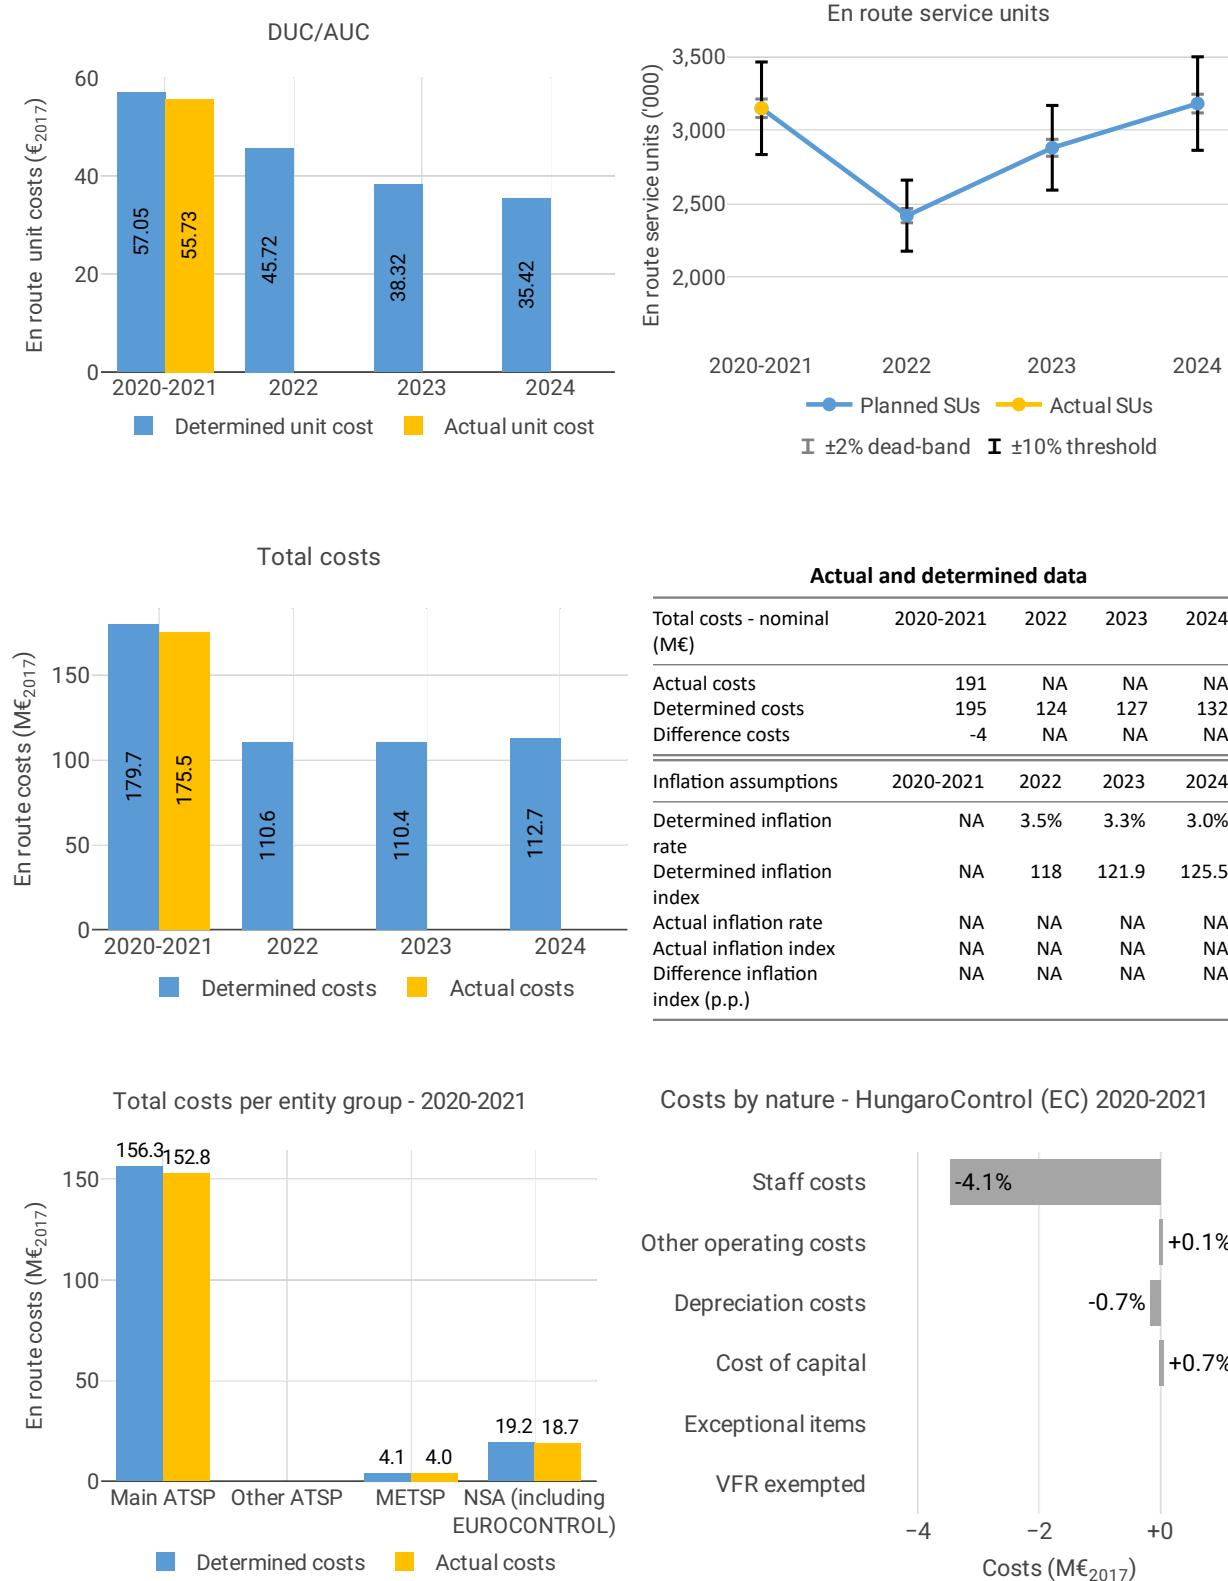 DUC/AUC
En route unit costs (€2017)
60
40
20
0
57.05
55.73
45.72
38.32
35.42
2020-2021 2022 2023 2024
Determined unit cost Actual unit cost
En route service units
En route service units ('000)
3,500
3,000
2,500
2,000
2020-2021 2022 2023 2024
Planned SUs Actual SUs
±2% dead-band ±10% threshold
Total costs
En route costs (M€2017)
150
100
50
0
179.7
175.5
110.6
110.4
112.7
2020-2021 2022 2023 2024
Determined costs Actual costs
Actual and determined data
Total costs - nominal 2020-2021 2022 2023 2024
(M€)
Actual costs 191 NA NA NA
Determined costs 195 124 127 132
Difference costs -4 NA NA NA
Inflation assumptions 2020-2021 2022 2023 2024
Determined inflation NA 3.5% 3.3% 3.0%
rate
Determined inflation NA 118 121.9 125.5
index
Actual inflation rate NA NA NA NA
Actual inflation index NA NA NA NA
Difference inflation NA NA NA NA
index (p.p.)
Total costs per entity group - 2020-2021
En route costs (M€2017)
150
100
50
0
156.3
152.8
4.1
4.0
19.2
18.7
Main ATSP Other ATSP METSP NSA (including
EUROCONTROL)
Determined costs Actual costs
Costs by nature - HungaroControl (EC) 2020-2021
Staff costs -4.1%
Other operating costs +0.1%
Depreciation costs -0.7%
Cost of capital +0.7%
Exceptional items
VFR exempted
−4 −2 +0
Costs (M€2017)